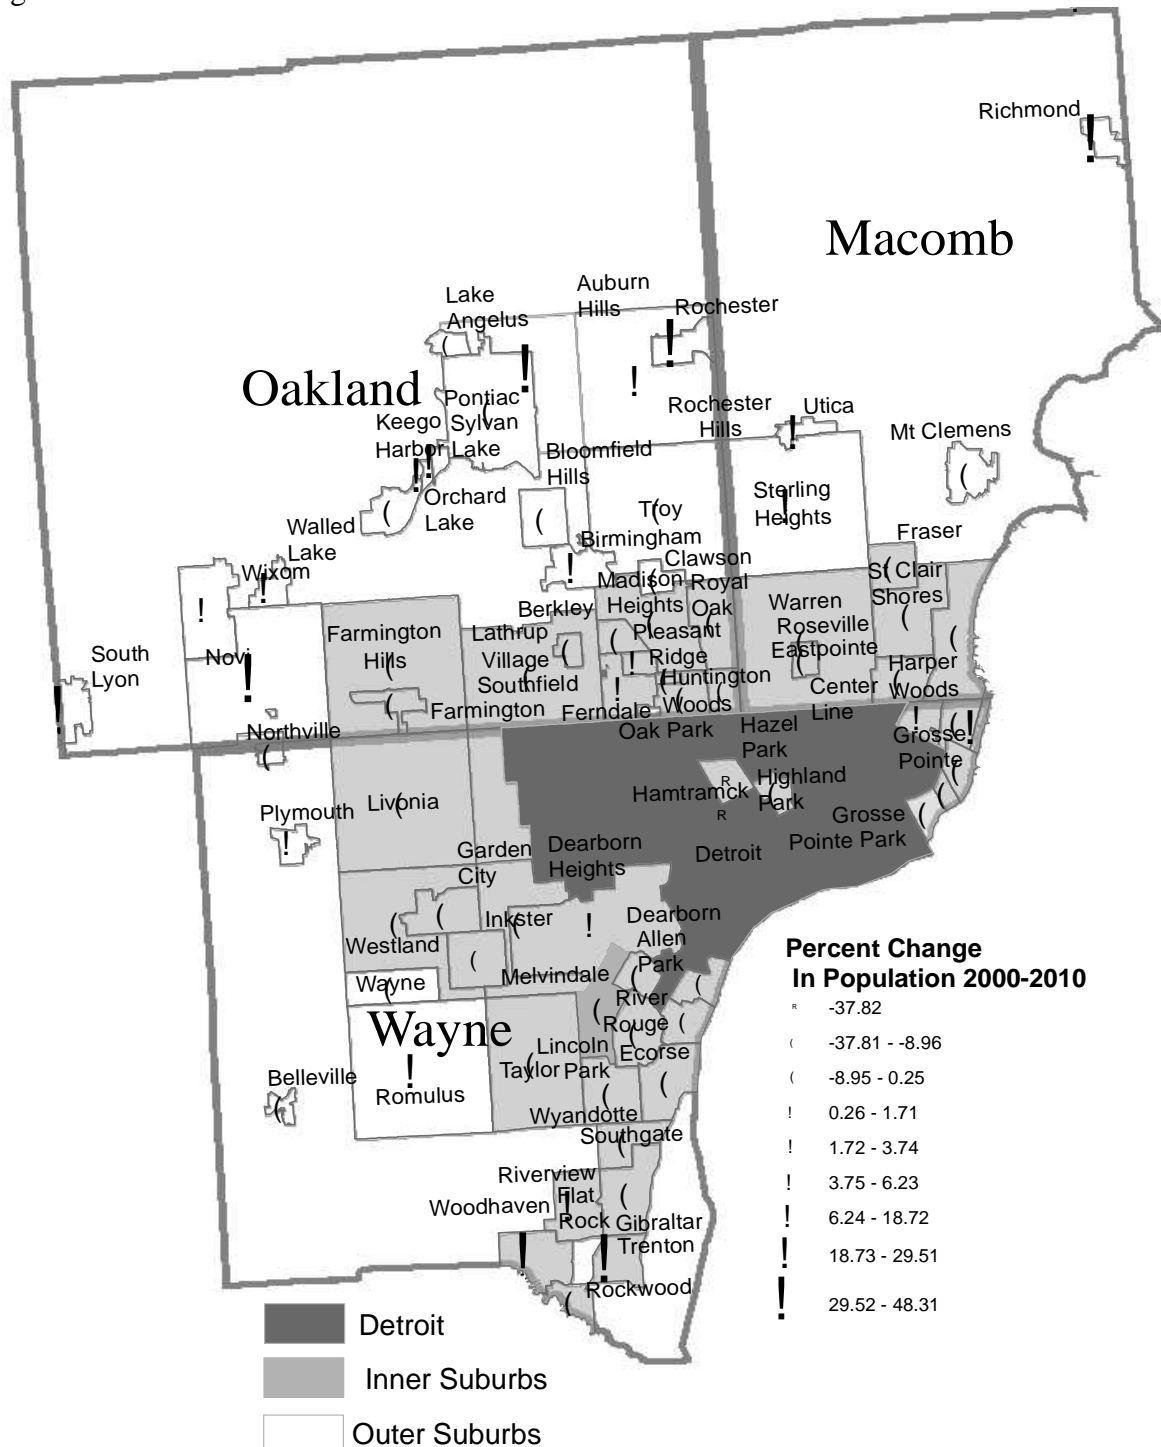 g
Richmond
Macomb
Lake
Angelus
Auburn
Hills
Rochester
Oakland
Pontiac
Sylvan
Lake
Keego
Harbor
Rochester
Hills
Utica
Mt Clemens
Bloomfield
Hills
Orchard
Lake
Sterling
Heights
Troy
Walled
Lake
Birmingham
Clawson
Fraser
Wixom
Madison
Heights
Royal
Oak
St Clair
Shores
Berkley
Warren
Farmington
Hills
Lathrup
Village
Pleasant
Ridge
Roseville
Eastpointe
South
Lyon
Novi
Southfield
Huntington
Woods
Center
Line
Harper
Woods
Farmington
Ferndale
Oak Park
Hazel
Park
Northville
Grosse
Pointe
Highland
Park
Hamtramck
R
R
Livonia
Plymouth
Grosse
Pointe Park
Garden
City
Dearborn
Heights
Detroit
Inkster
Dearborn
Westland
Allen
Park
Melvindale
Wayne
River
Rouge
Wayne
Lincoln
Park
Ecorse
Taylor
Belleville
Romulus
Wyandotte
Southgate
Riverview
Woodhaven
Flat
Rock
Gibraltar
Trenton
Rockwood
Percent Change
In Population 2000-2010
R -37.82
( -37.81 - -8.96
( -8.95 - 0.25
! 0.26 - 1.71
! 1.72 - 3.74
! 3.75 - 6.23
! 6.24 - 18.72
! 18.73 - 29.51
! 29.52 - 48.31
Detroit
Inner Suburbs
Outer Suburbs